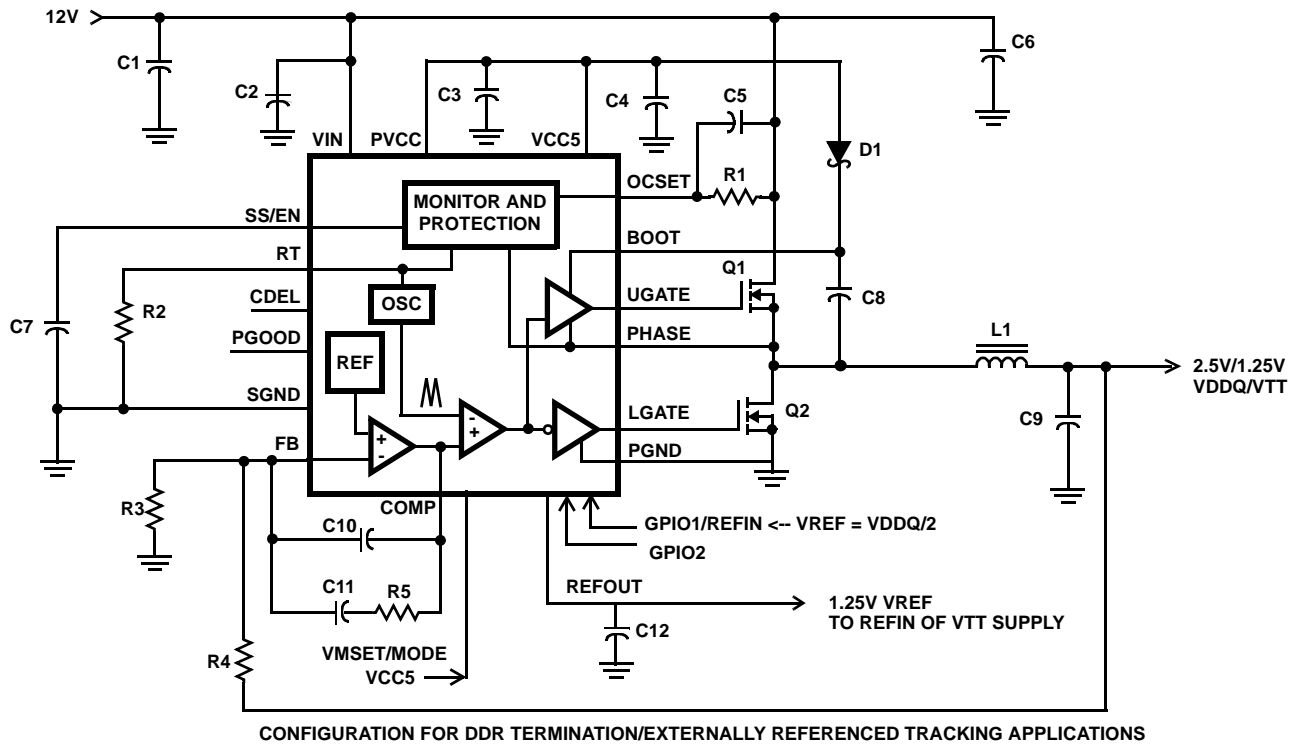 12V
C1
C2
C3
C4
C5
C6
VIN
PVCC
VCC5
D1
OCSET
R1
MONITOR AND
PROTECTION
SS/EN
BOOT
RT
Q1
OSC
UGATE
C8
CDEL
R2
C7
PGOOD
REF
PHASE
L1
2.5V/1.25V
VDDQ/VTT
SGND
LGATE
Q2
C9
-
+
FB
+
-
PGND
COMP
R3
C10
GPIO1/REFIN <-- VREF = VDDQ/2
GPIO2
C11
R5
REFOUT
1.25V VREF
TO REFIN OF VTT SUPPLY
C12
R4
VMSET/MODE
VCC5
CONFIGURATION FOR DDR TERMINATION/EXTERNALLY REFERENCED TRACKING APPLICATIONS